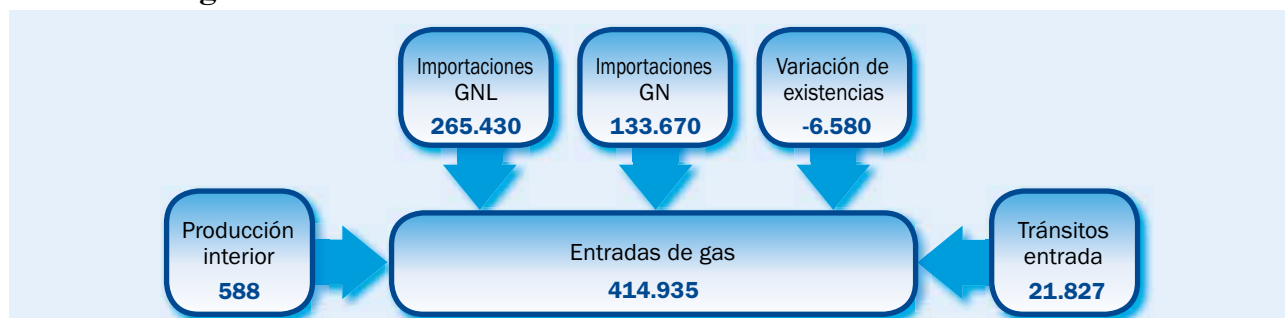 Importaciones
GNL
265.430
Importaciones
GN
133.670
Variación de
existencias
-6.580
Producción
interior
588
Entradas de gas
414.935
Tránsitos
entrada
21.827